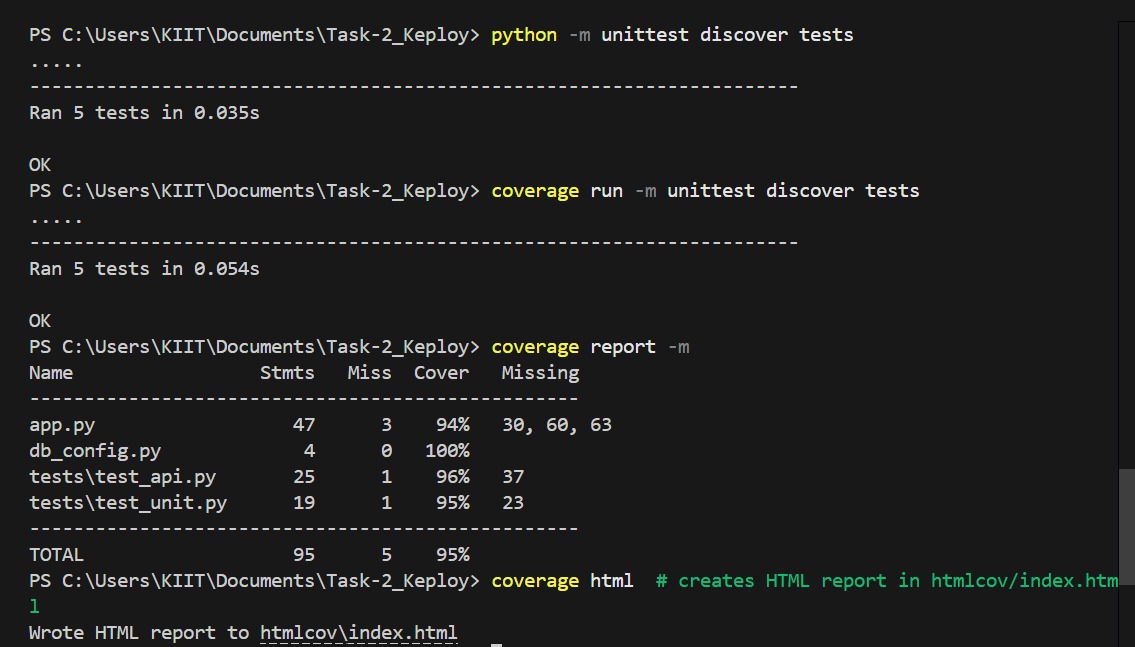 PS C:\Users\KIIT\Documents\Task-2_Keploy> python -m unittest discover tests
.....
----------------------------------------------------------------------
Ran 5 tests in 0.035s
OK
PS C:\Users\KIIT\Documents\Task-2_Keploy> coverage run -m unittest discover tests
.....
----------------------------------------------------------------------
Ran 5 tests in 0.054s
OK
PS C:\Users\KIIT\Documents\Task-2_Keploy> coverage report -m
Name                 Stmts   Miss  Cover   Missing
--------------------------------------------------
app.py                  47      3    94%   30, 60, 63
db_config.py             4      0   100%
tests\test_api.py       25      1    96%   37
tests\test_unit.py      19      1    95%   23
--------------------------------------------------
TOTAL                   95      5    95%
PS C:\Users\KIIT\Documents\Task-2_Keploy> coverage html  # creates HTML report in htmlcov/index.htm
l
Wrote HTML report to htmlcov\index.html